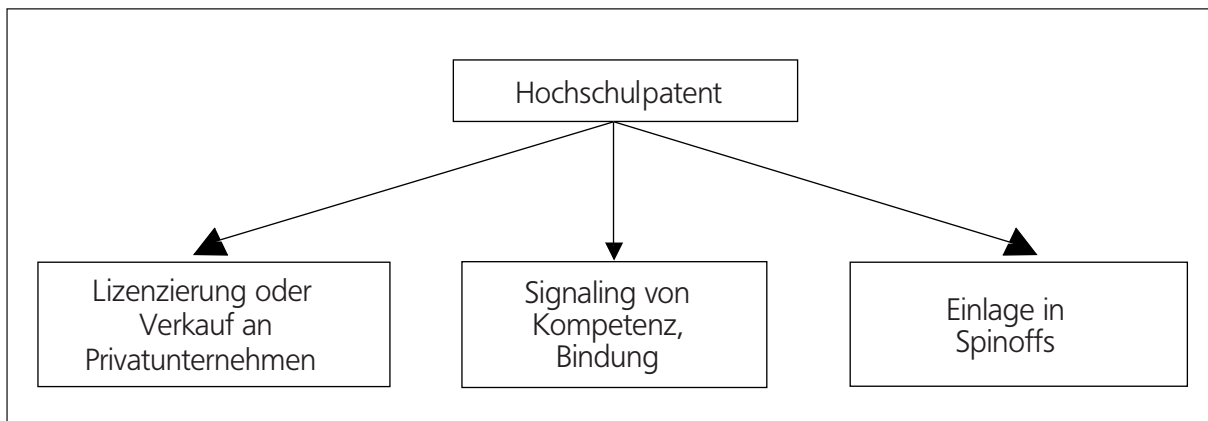 Hochschulpatent
Lizenzierung oder
Verkauf an
Privatunternehmen
Signaling von
Kompetenz,
Bindung
Einlage in
Spinoffs